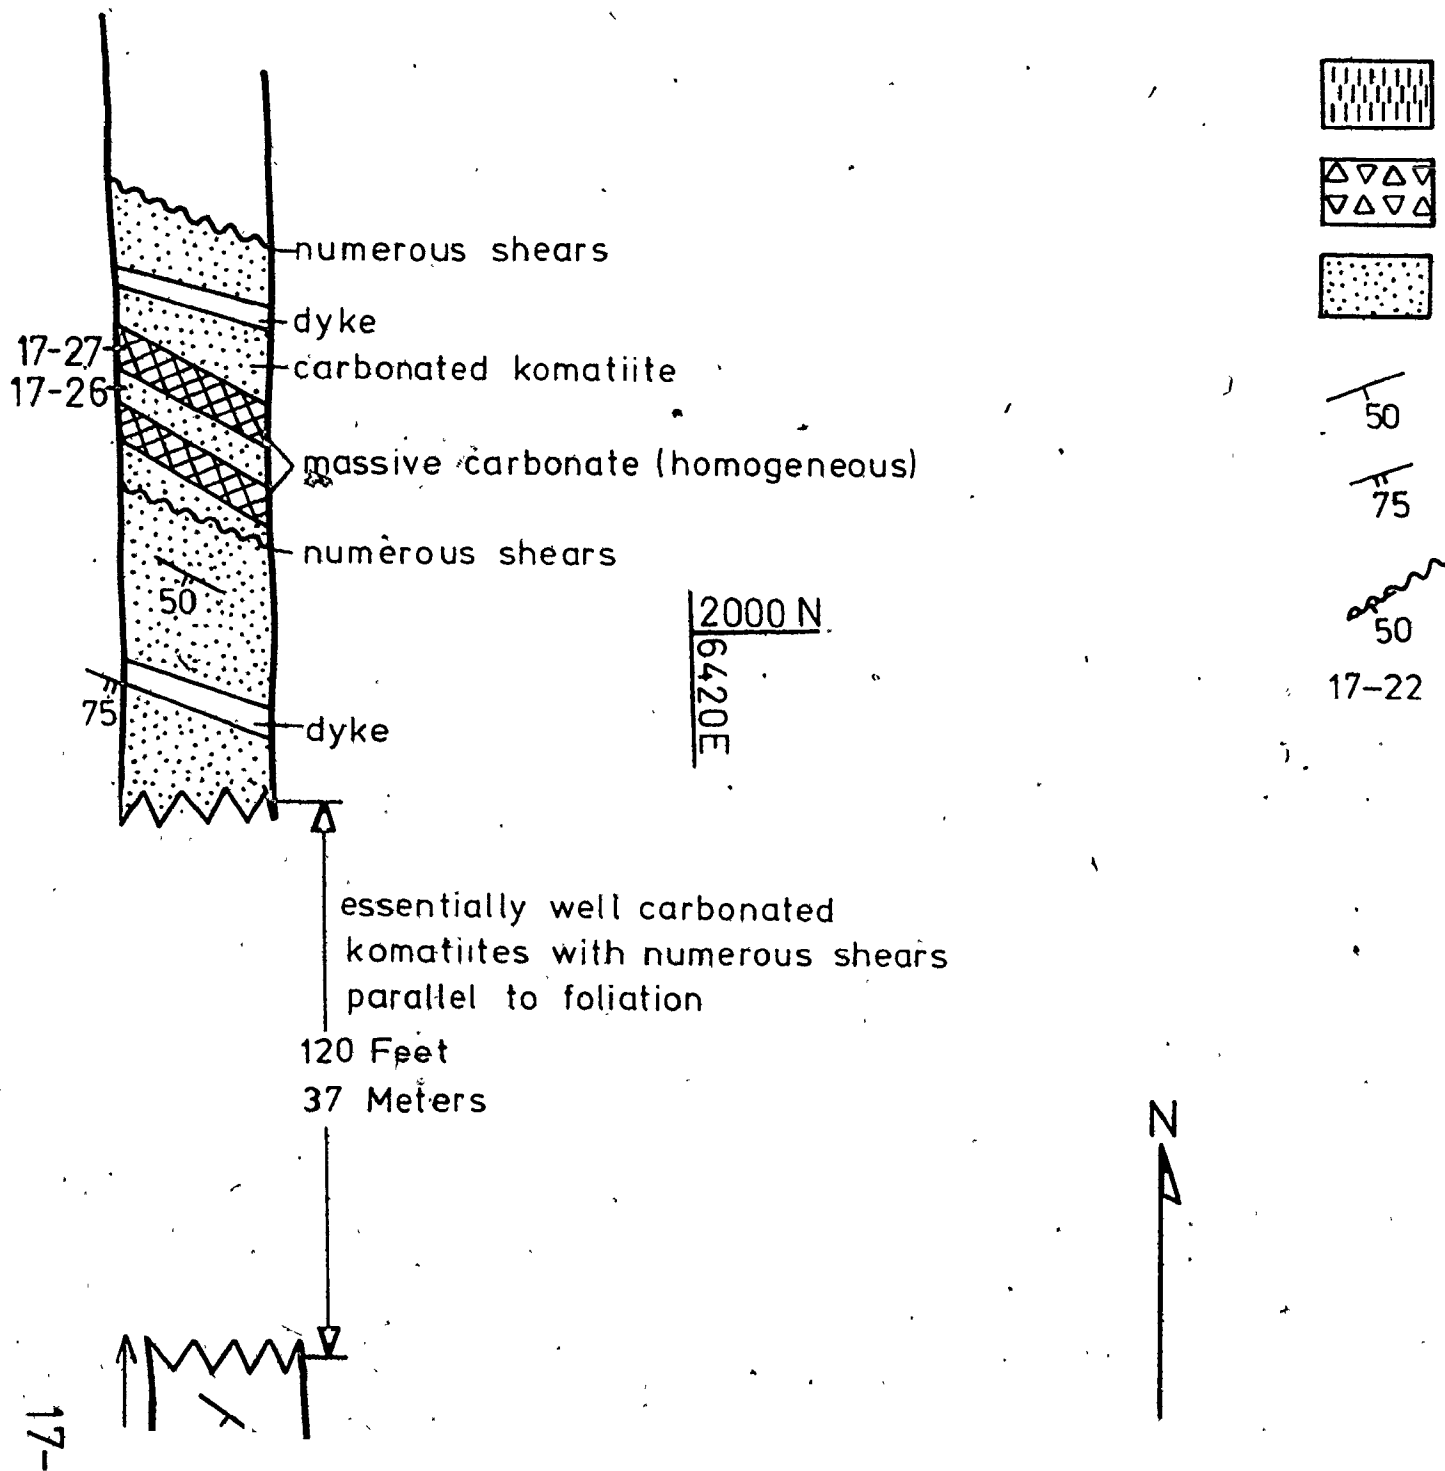 numerous shears
dyke
17-27
carbonated komatiite
17-26
massive carbonate (homogeneous)
numerous shears
50
75
dyke
2000 N
6420E
essentially well carbonated
komatiites with numerous shears
parallel to foliation
120 Feet
37 Meters
17-
N
50
75
50
17-22